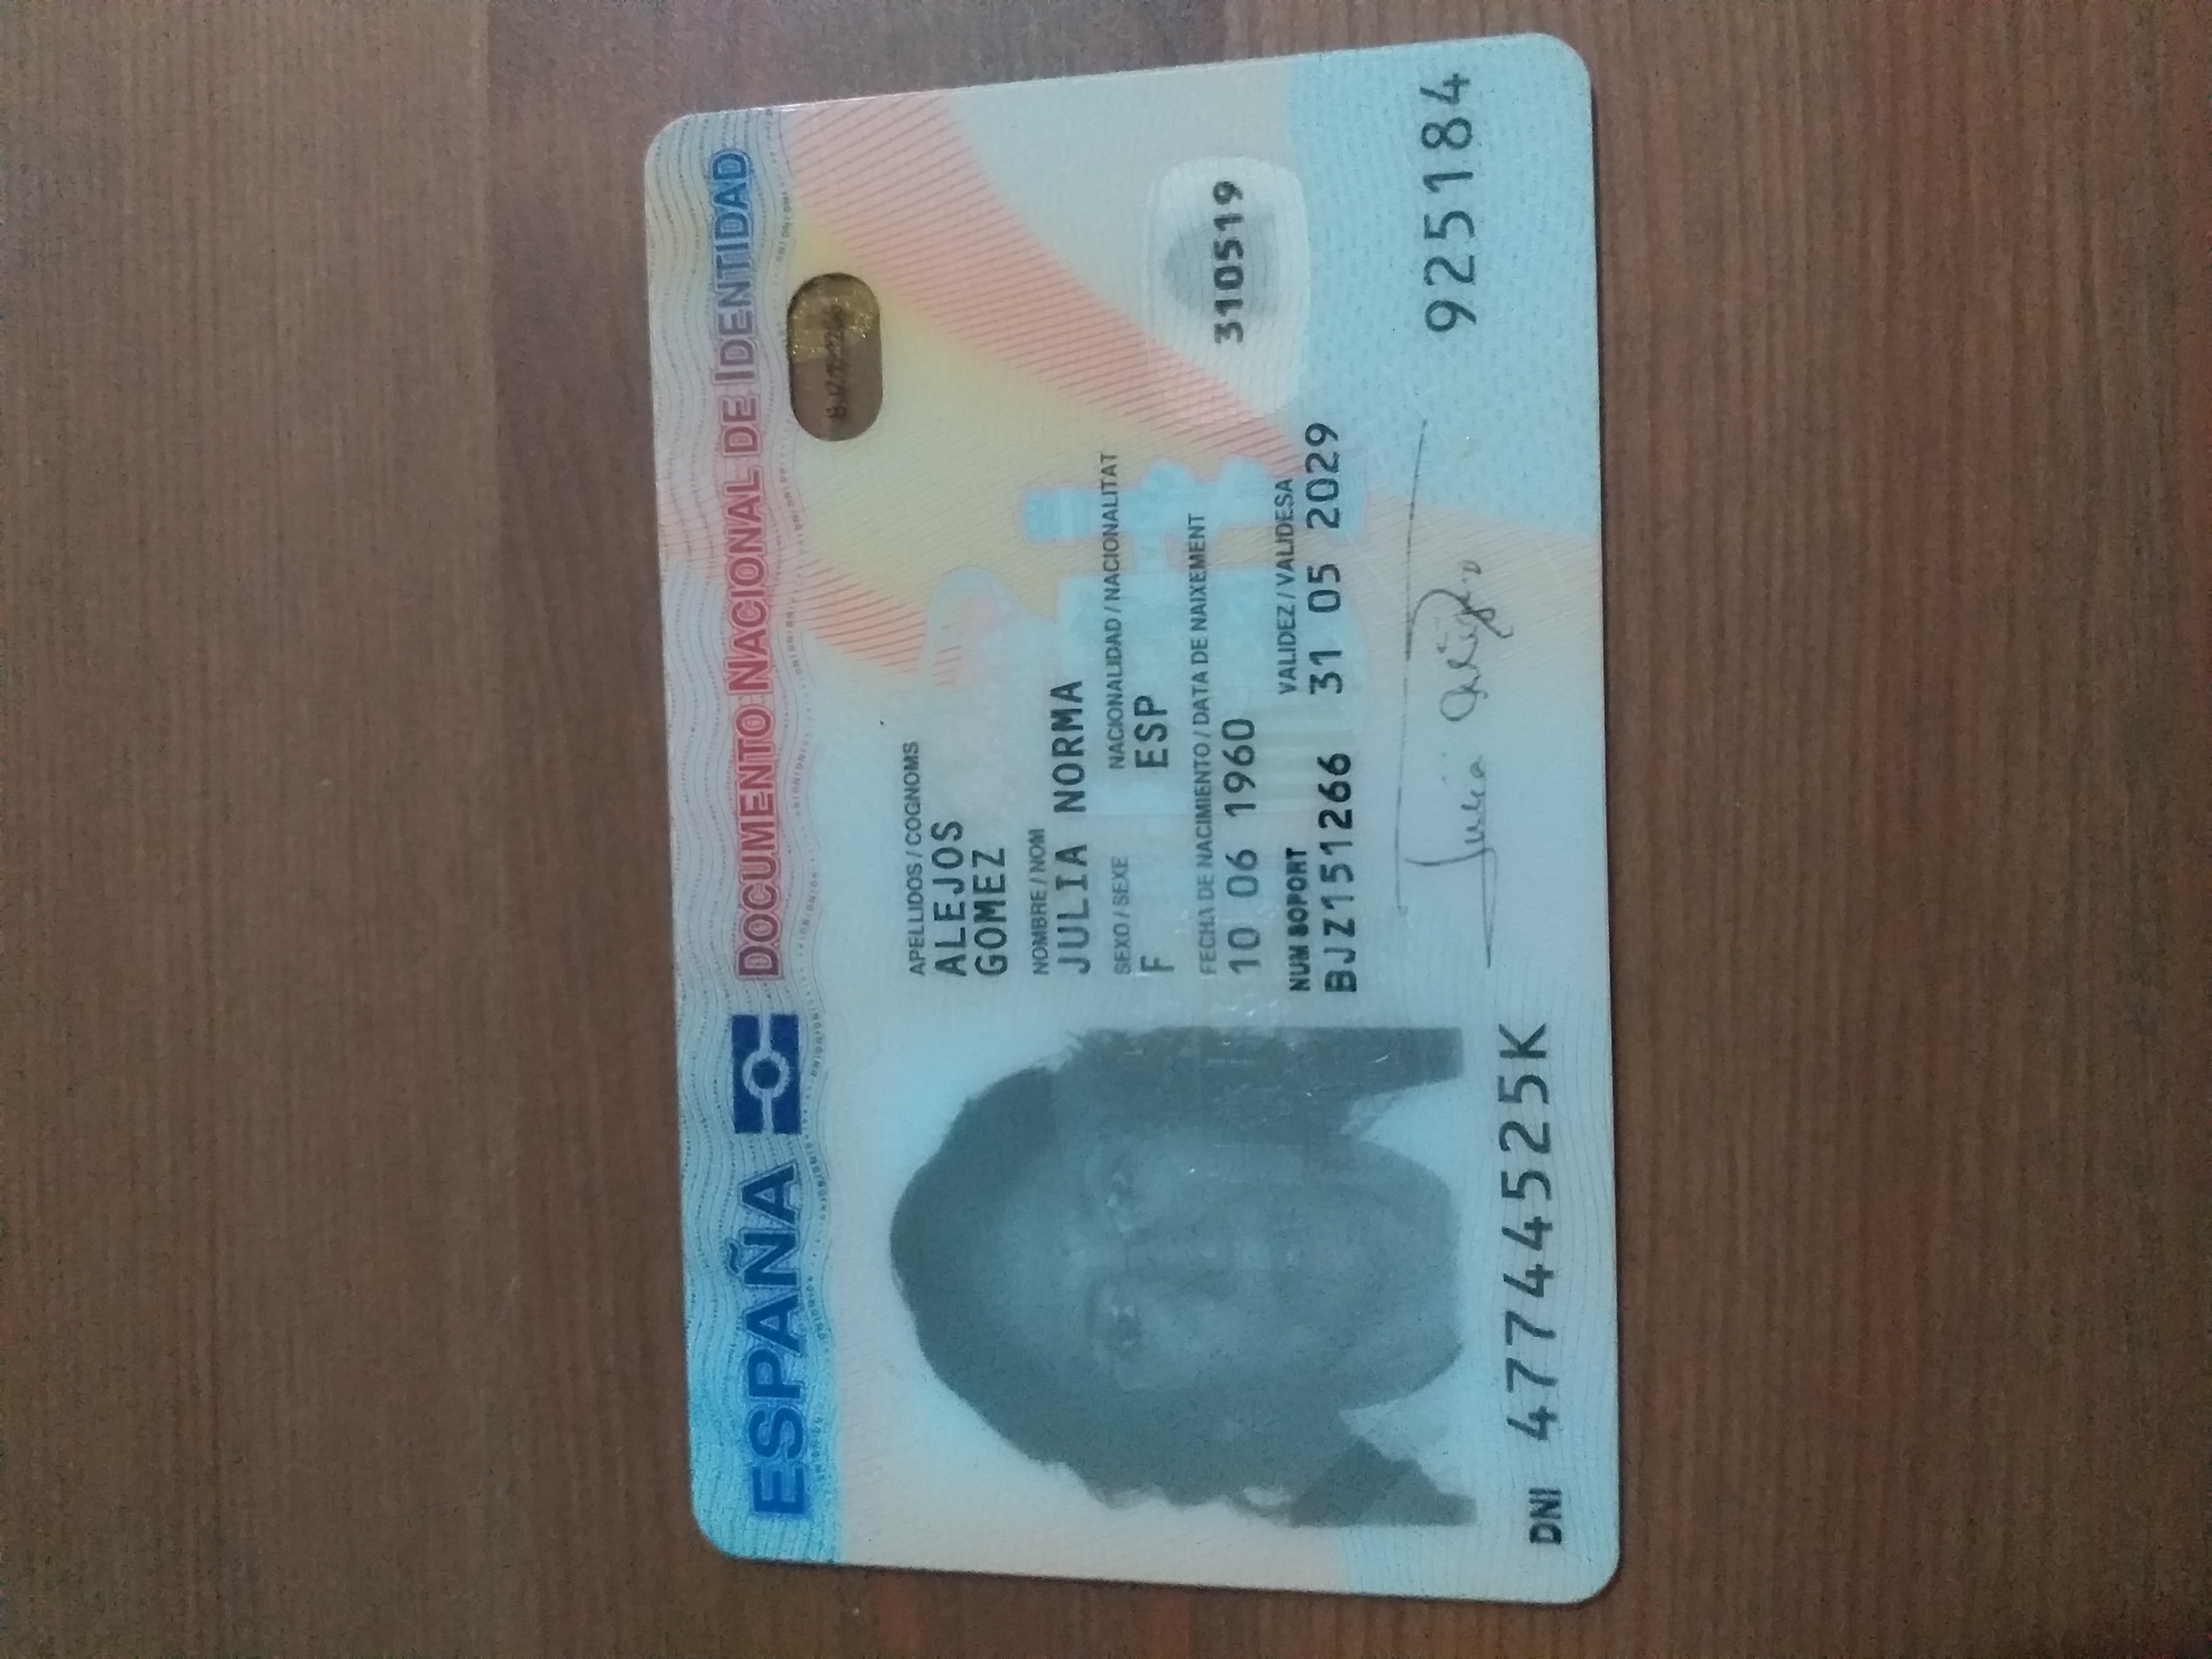 ESPAÑA DOCUMENTO NACIONAL DE IDENTIDAD
APELLIDOS / COGNOMS
ALEJOS
GOMEZ
NOMBRE / NOM
JULIA NORMA
SEXO / SEXE NACIONALIDAD / NACIONALITAT
F ESP
FECHA DE NACIMIENTO / DATA DE NAIXEMENT
10 06 1960
310519
NUM SOPORT VALIDEZ / VALIDESA
BJZ151266 31 05 2029
Julia Alejos
925184
DNI 47744525K